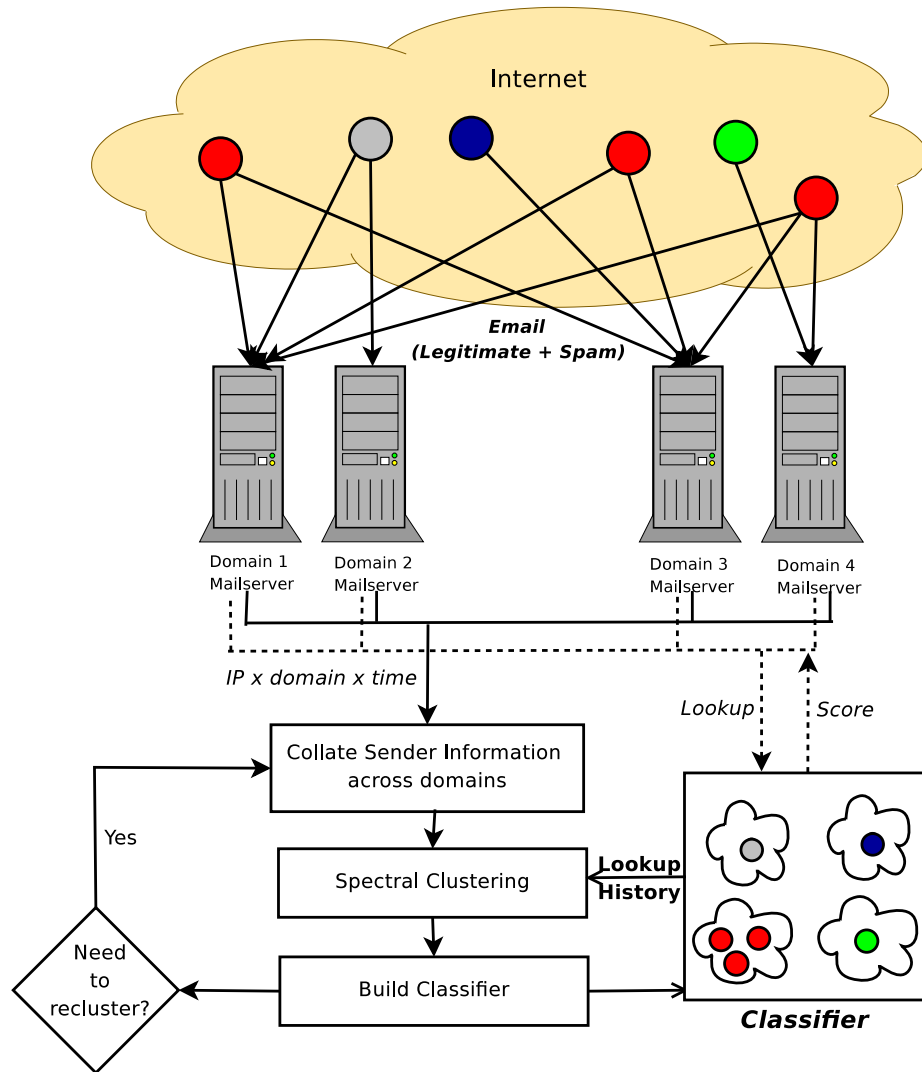 Internet
Email
(Legitimate + Spam)
Domain 1
Mailserver
Domain 2
Mailserver
Domain 3
Mailserver
Domain 4
Mailserver
IP x domain x time
Lookup
Score
Collate Sender Information
across domains
Yes
Spectral Clustering
Lookup
History
Need
to
recluster?
Build Classifier
Classifier